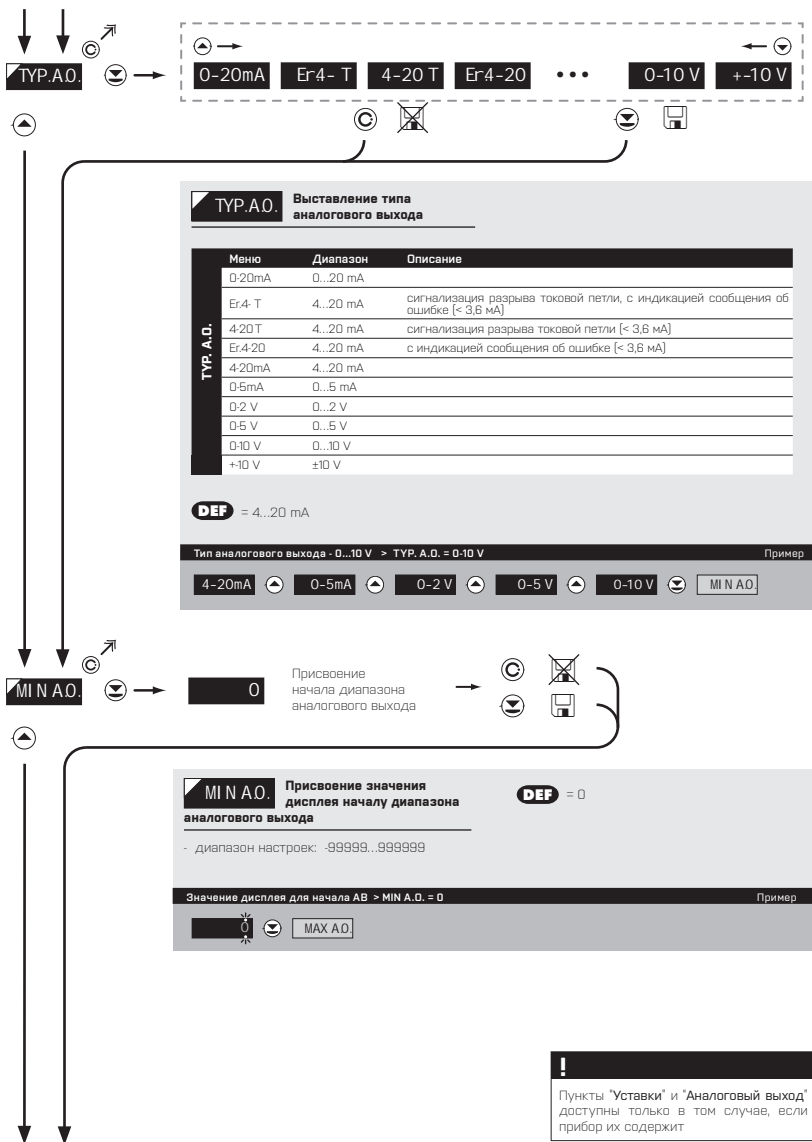 TYP.A.O.
0-20mA Er4- T 4-20 T Er4-20 ••• 0-10 V +-10 V
TYP.A.O. Выставление типа
аналогового выхода
Меню Диапазон Описание
TYP. A.O.
0-20mA 0...20 mA
Er.4- T 4...20 mA сигнализация разрыва токовой петли, с индикацией сообщения об
ошибке (< 3,6 мА)
4-20 T 4...20 mA сигнализация разрыва токовой петли (< 3,6 мА)
Er.4-20 4...20 mA с индикацией сообщения об ошибке (< 3,6 мА)
4-20mA 4...20 mA
0-5mA 0...5 mA
0-2 V 0...2 V
0-5 V 0...5 V
0-10 V 0...10 V
+-10 V ±10 V
DEF = 4...20 mA
Тип аналогового выхода - 0...10 V > TYP. A.O. = 0-10 V Пример
4-20mA 0-5mA 0-2 V 0-5 V 0-10 V MIN A.O.
MIN A.O.
0
Присвоение
начала диапазона
аналогового выхода
MIN A.O. Присвоение значения
дисплея началу диапазона
аналогового выхода
DEF = 0
- диапазон настроек: -99999...999999
Значение дисплея для начала АВ > MIN A.O. = 0 Пример
0 MAX A.O.
!
Пункты "Уставки" и "Аналоговый выход"
доступны только в том случае, если
прибор их содержит